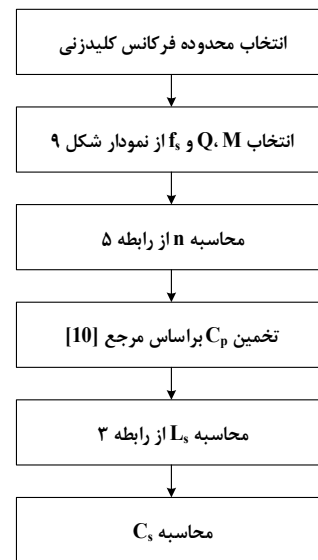 انتخاب محدوده فرکانس کلیدزنی
انتخاب Q، M و fₛ از نمودار شکل ۹
محاسبه n از رابطه ۵
تخمین Cₚ براساس مرجع [10]
محاسبه Lₛ از رابطه ۳
محاسبه Cₛ